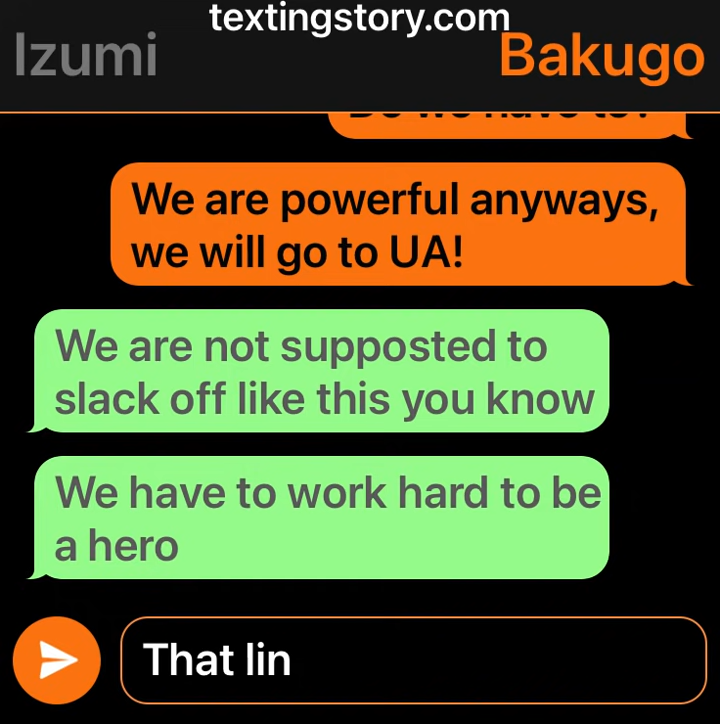 textingstory.com
Izumi
Bakugo
We are powerful anyways,
we will go to UA!
We are not supposted to
slack off like this you know
We have to work hard to be
a hero
That lin